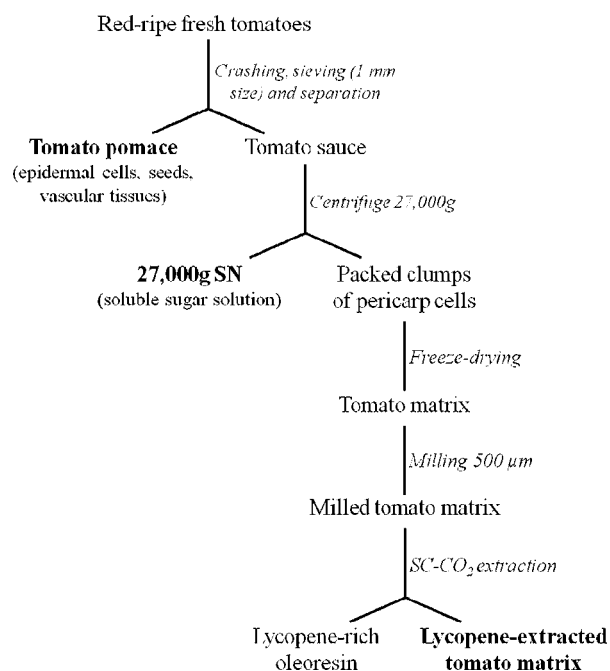 Red-ripe fresh tomatoes
Crashing, sieving (1 mm
size) and separation
Tomato pomace
(epidermal cells, seeds,
vascular tissues)
Tomato sauce
Centrifuge 27,000g
27,000g SN
(soluble sugar solution)
Packed clumps
of pericarp cells
Freeze-drying
Tomato matrix
Milling 500 µm
Milled tomato matrix
SC-CO₂ extraction
Lycopene-rich
oleoresin
Lycopene-extracted
tomato matrix